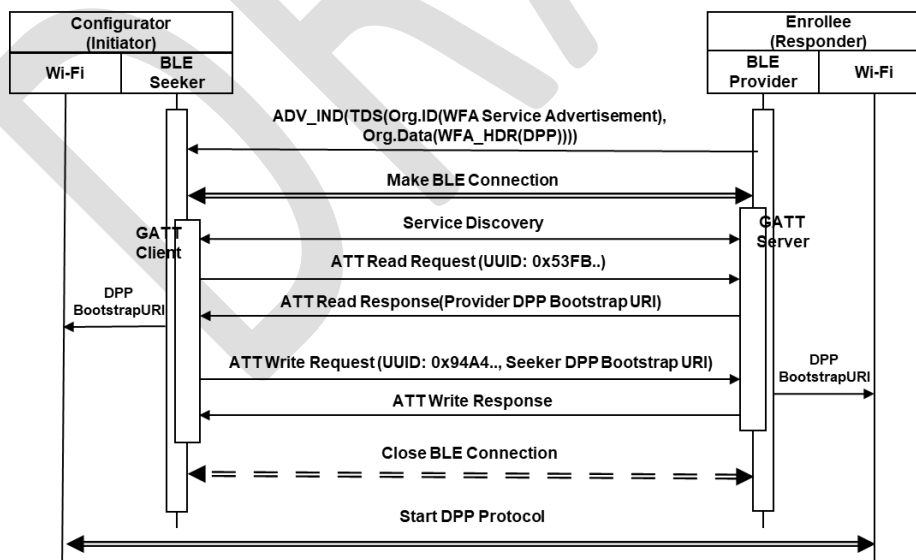 Configurator
(Initiator)
Enrollee
(Responder)
Wi-Fi
BLE
Seeker
BLE
Provider
Wi-Fi
ADV_IND(TDS(Org.ID(WFA Service Advertisement),
Org.Data(WFA_HDR(DPP))))
Make BLE Connection
GATT
Client
Service Discovery
GATT
Server
ATT Read Request (UUID: 0x53FB..)
DPP
BootstrapURI
ATT Read Response(Provider DPP Bootstrap URI)
ATT Write Request (UUID: 0x94A4.., Seeker DPP Bootstrap URI)
DPP
BootstrapURI
ATT Write Response
Close BLE Connection
Start DPP Protocol